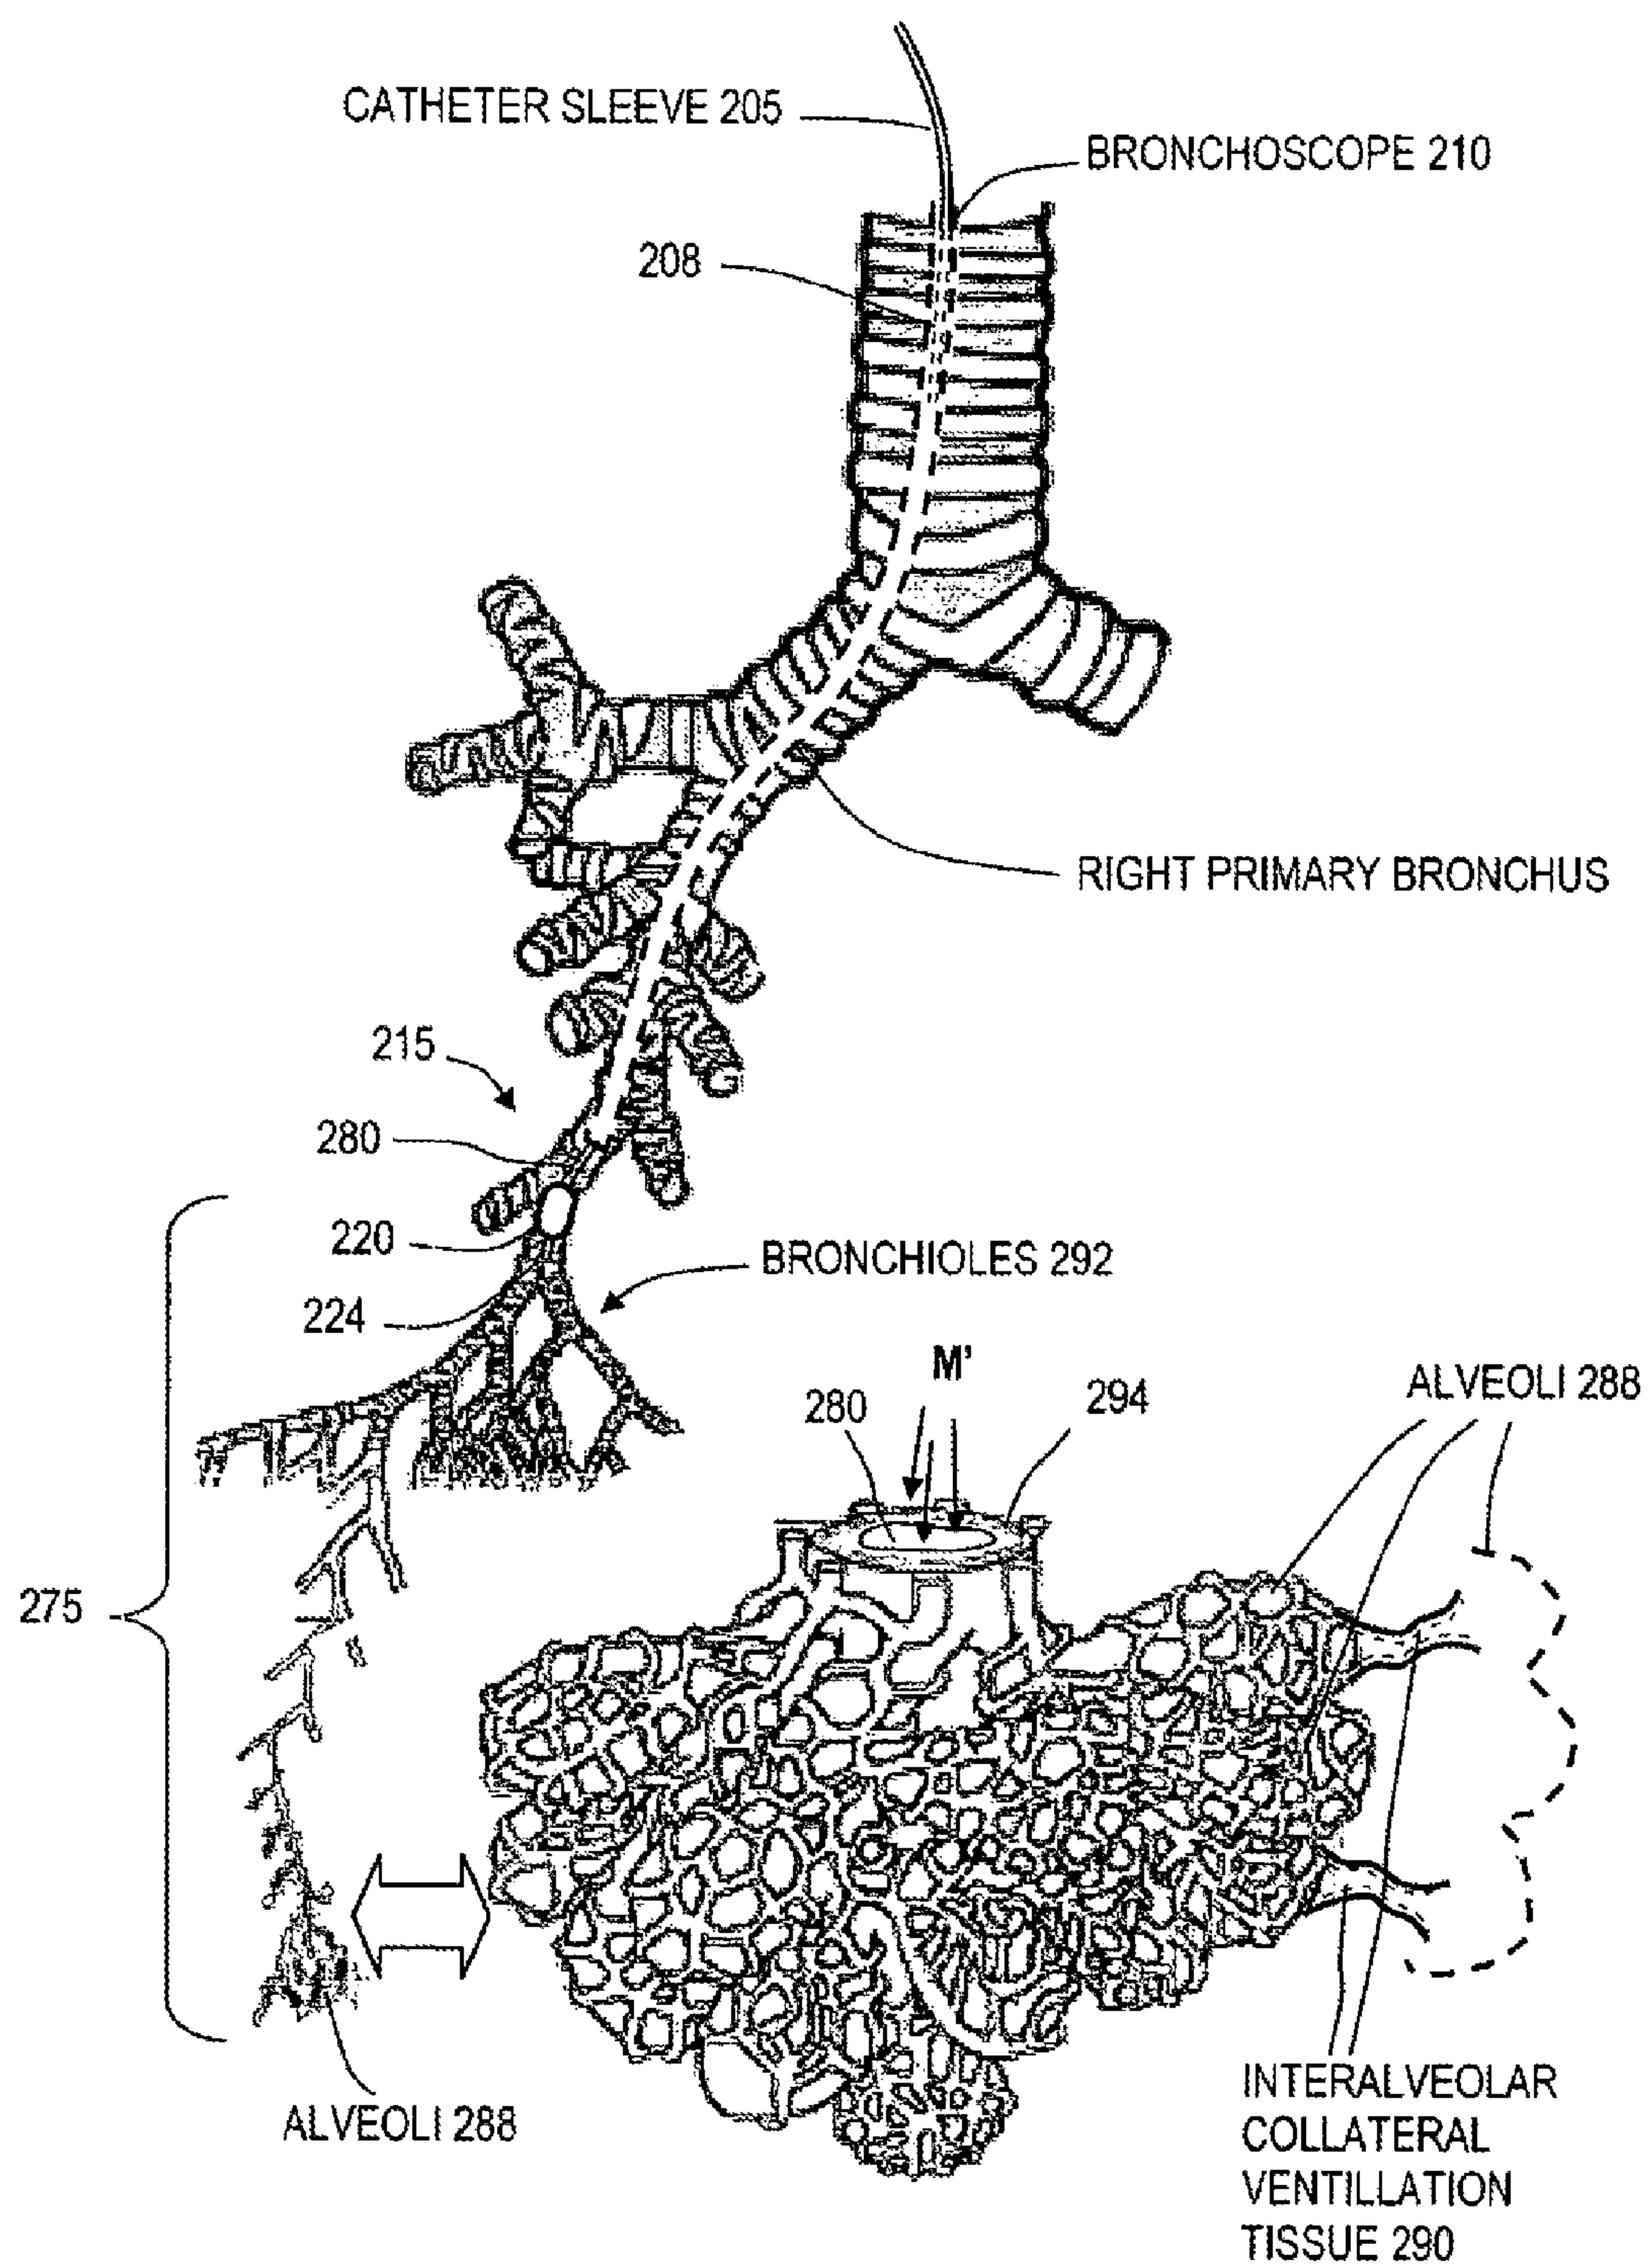 CATHETER SLEEVE 205
BRONCHOSCOPE 210
208
RIGHT PRIMARY BRONCHUS
215
280
220
BRONCHIOLES 292
224
M'
280
294
ALVEOLI 288
275
ALVEOLI 288
INTERALVEOLAR
COLLATERAL
VENTILLATION
TISSUE 290